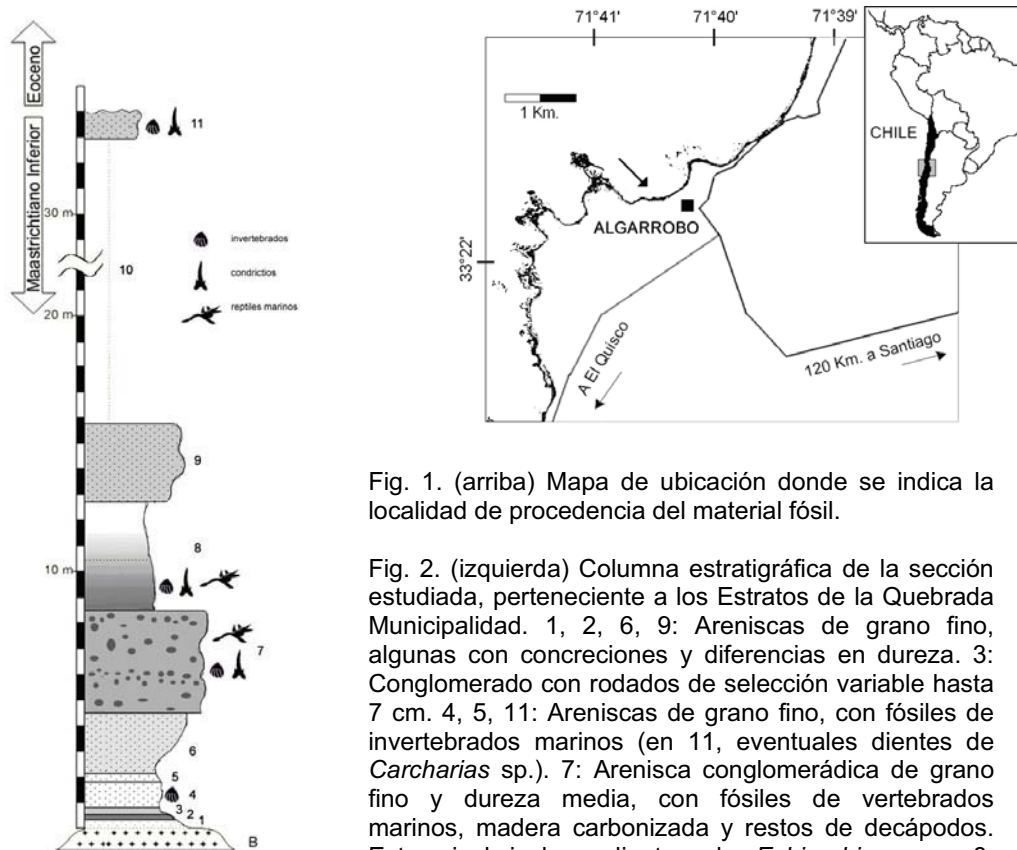 Eoceno
Maastrichtiano Inferior
11
30 m
10
20 m
9
8
10 m
7
6
5
4
3
2
1
B
invertebrados
condrictios
reptiles marinos
71°41'
71°40'
71°39'
1 Km.
CHILE
ALGARROBO
33°22'
A El Quisco
120 Km. a Santiago
Fig. 1. (arriba) Mapa de ubicación donde se indica la
localidad de procedencia del material fósil.
Fig. 2. (izquierda) Columna estratigráfica de la sección
estudiada, perteneciente a los Estratos de la Quebrada
Municipalidad. 1, 2, 6, 9: Areniscas de grano fino,
algunas con concreciones y diferencias en dureza. 3:
Conglomerado con rodados de selección variable hasta
7 cm. 4, 5, 11: Areniscas de grano fino, con fósiles de
invertebrados marinos (en 11, eventuales dientes de
Carcharias sp.). 7: Arenisca conglomerádica de grano
fino y dureza media, con fósiles de vertebrados
marinos, madera carbonizada y restos de decápodos.